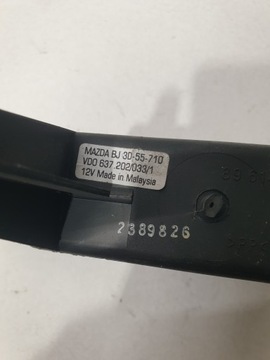 MAZDA BJ 3D-55-710
VDO 637.202/033/1
12V Made in Malaysia
2389826